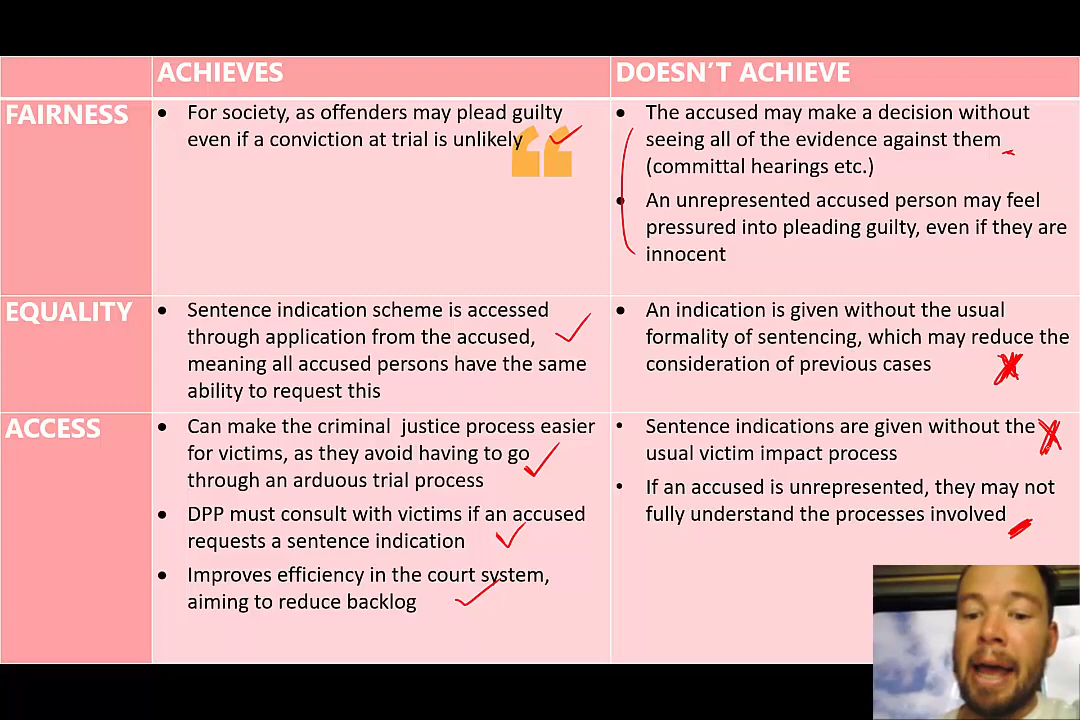 ACHIEVES
DOESN'T ACHIEVE
FAIRNESS
• For society, as offenders may plead guilty
even if a conviction at trial is unlikely
• The accused may make a decision without
seeing all of the evidence against them
(committal hearings etc.)
• An unrepresented accused person may feel
pressured into pleading guilty, even if they are
innocent
EQUALITY
• Sentence indication scheme is accessed
through application from the accused,
meaning all accused persons have the same
ability to request this
• An indication is given without the usual
formality of sentencing, which may reduce the
consideration of previous cases
ACCESS
• Can make the criminal justice process easier
for victims, as they avoid having to go
through an arduous trial process
• DPP must consult with victims if an accused
requests a sentence indication
• Improves efficiency in the court system,
aiming to reduce backlog
• Sentence indications are given without the
usual victim impact process
• If an accused is unrepresented, they may not
fully understand the processes involved